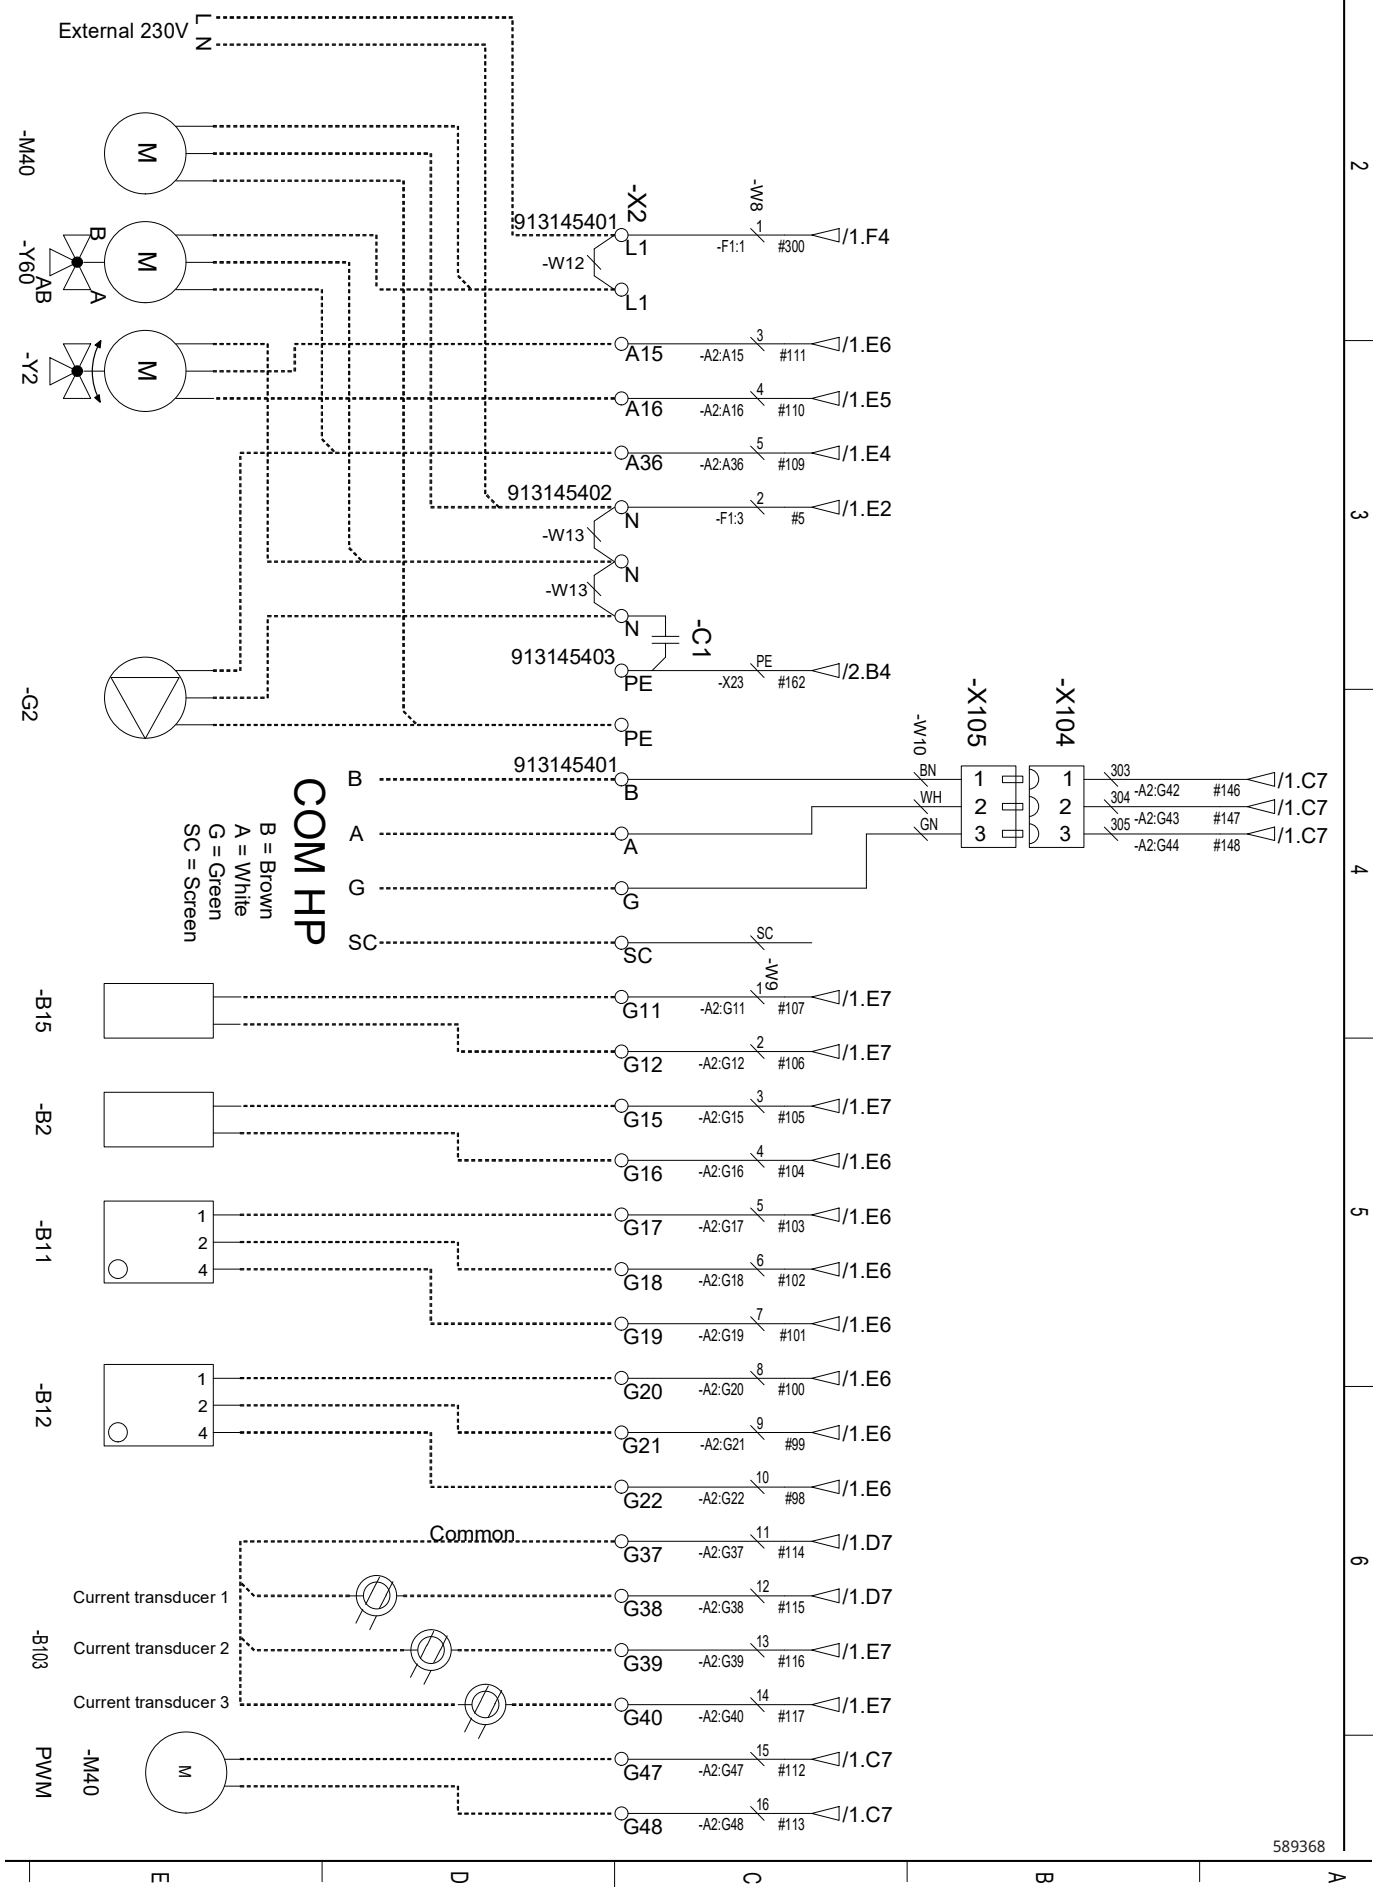 External 230V
L
N
-M40
M
-Y60
B
AB
A
M
-Y2
M
-G2
-X2
-W8
913145401
L1
-F1:1
1
#300
/1.F4
-W12
L1
A15
-A2:A15
3
#111
/1.E6
A16
-A2:A16
4
#110
/1.E5
A36
-A2:A36
5
#109
/1.E4
913145402
N
-F1:3
2
#5
/1.E2
-W13
N
-W13
N
-C1
913145403
PE
-X23
PE
#162
/2.B4
PE
-W10
-X105
-X104
B
913145401
B
BN
1
1
303
-A2:G42
#146
/1.C7
A
A
WH
2
2
304
-A2:G43
#147
/1.C7
G
G
GN
3
3
305
-A2:G44
#148
/1.C7
SC
SC
SC
COM HP
B = Brown
A = White
G = Green
SC = Screen
-W9
-B15
G11
-A2:G11
1
#107
/1.E7
G12
-A2:G12
2
#106
/1.E7
-B2
G15
-A2:G15
3
#105
/1.E7
G16
-A2:G16
4
#104
/1.E6
-B11
1
2
4
G17
-A2:G17
5
#103
/1.E6
G18
-A2:G18
6
#102
/1.E6
G19
-A2:G19
7
#101
/1.E6
-B12
1
2
4
G20
-A2:G20
8
#100
/1.E6
G21
-A2:G21
9
#99
/1.E6
G22
-A2:G22
10
#98
/1.E6
Common
G37
-A2:G37
11
#114
/1.D7
-B103
Current transducer 1
G38
-A2:G38
12
#115
/1.D7
Current transducer 2
G39
-A2:G39
13
#116
/1.E7
Current transducer 3
G40
-A2:G40
14
#117
/1.E7
PWM
-M40
M
G47
-A2:G47
15
#112
/1.C7
G48
-A2:G48
16
#113
/1.C7
2
3
4
5
6
589368
E
D
C
B
A